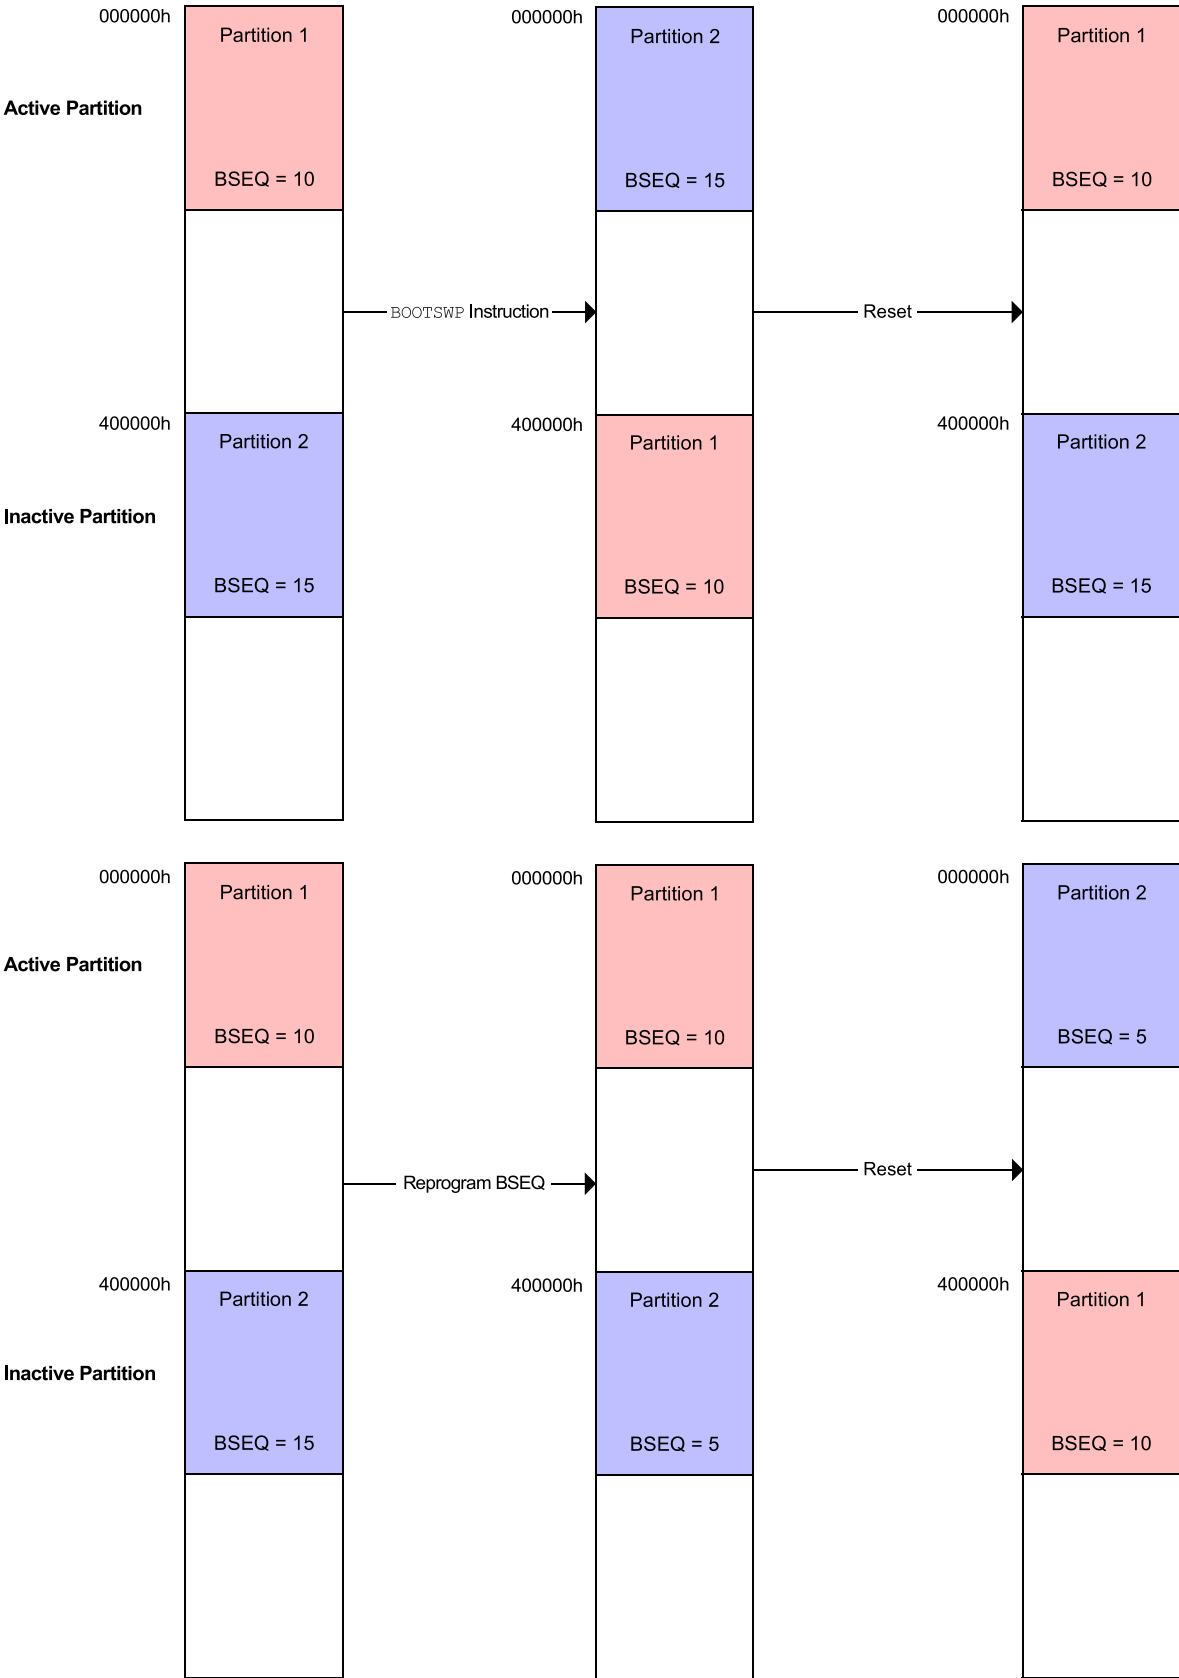 000000h
Partition 1
000000h
Partition 2
000000h
Partition 1
Active Partition
BSEQ = 10
BSEQ = 15
BSEQ = 10
BOOTSWP Instruction
Reset
400000h
Partition 2
400000h
Partition 1
400000h
Partition 2
Inactive Partition
BSEQ = 15
BSEQ = 10
BSEQ = 15
000000h
Partition 1
000000h
Partition 1
000000h
Partition 2
Active Partition
BSEQ = 10
BSEQ = 10
BSEQ = 5
Reprogram BSEQ
Reset
400000h
Partition 2
400000h
Partition 2
400000h
Partition 1
Inactive Partition
BSEQ = 15
BSEQ = 5
BSEQ = 10